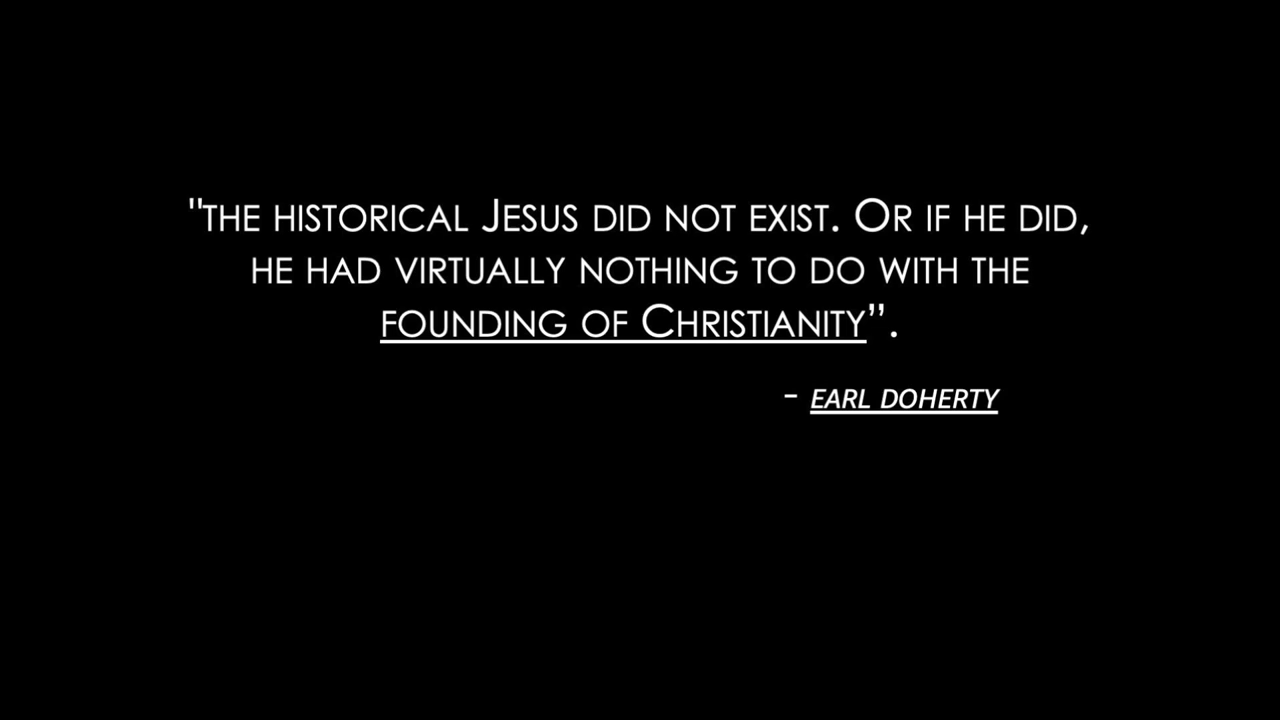 "the historical Jesus did not exist. Or if he did,
he had virtually nothing to do with the
founding of Christianity”.
- EARL DOHERTY